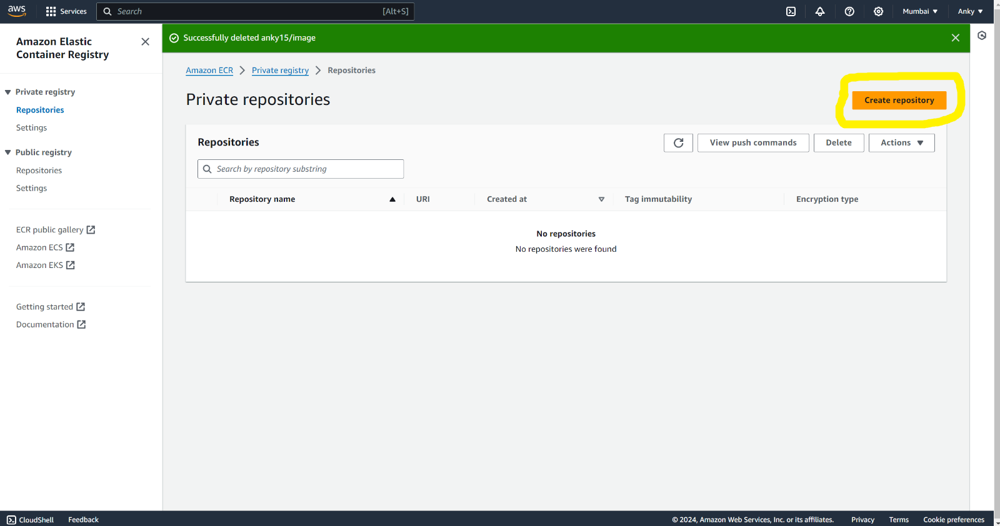 aws Services Search [Alt+S] Mumbai Anky
Amazon Elastic
Container Registry
Private registry
Repositories
Settings
Public registry
Repositories
Settings
ECR public gallery
Amazon ECS
Amazon EKS
Getting started
Documentation
Successfully deleted anky15/image
Amazon ECR Private registry Repositories
Private repositories
Create repository
Repositories
View push commands Delete Actions
Search by repository substring
Repository name URI Created at Tag immutability Encryption type
No repositories
No repositories were found
CloudShell Feedback © 2024, Amazon Web Services, Inc. or its affiliates. Privacy Terms Cookie preferences